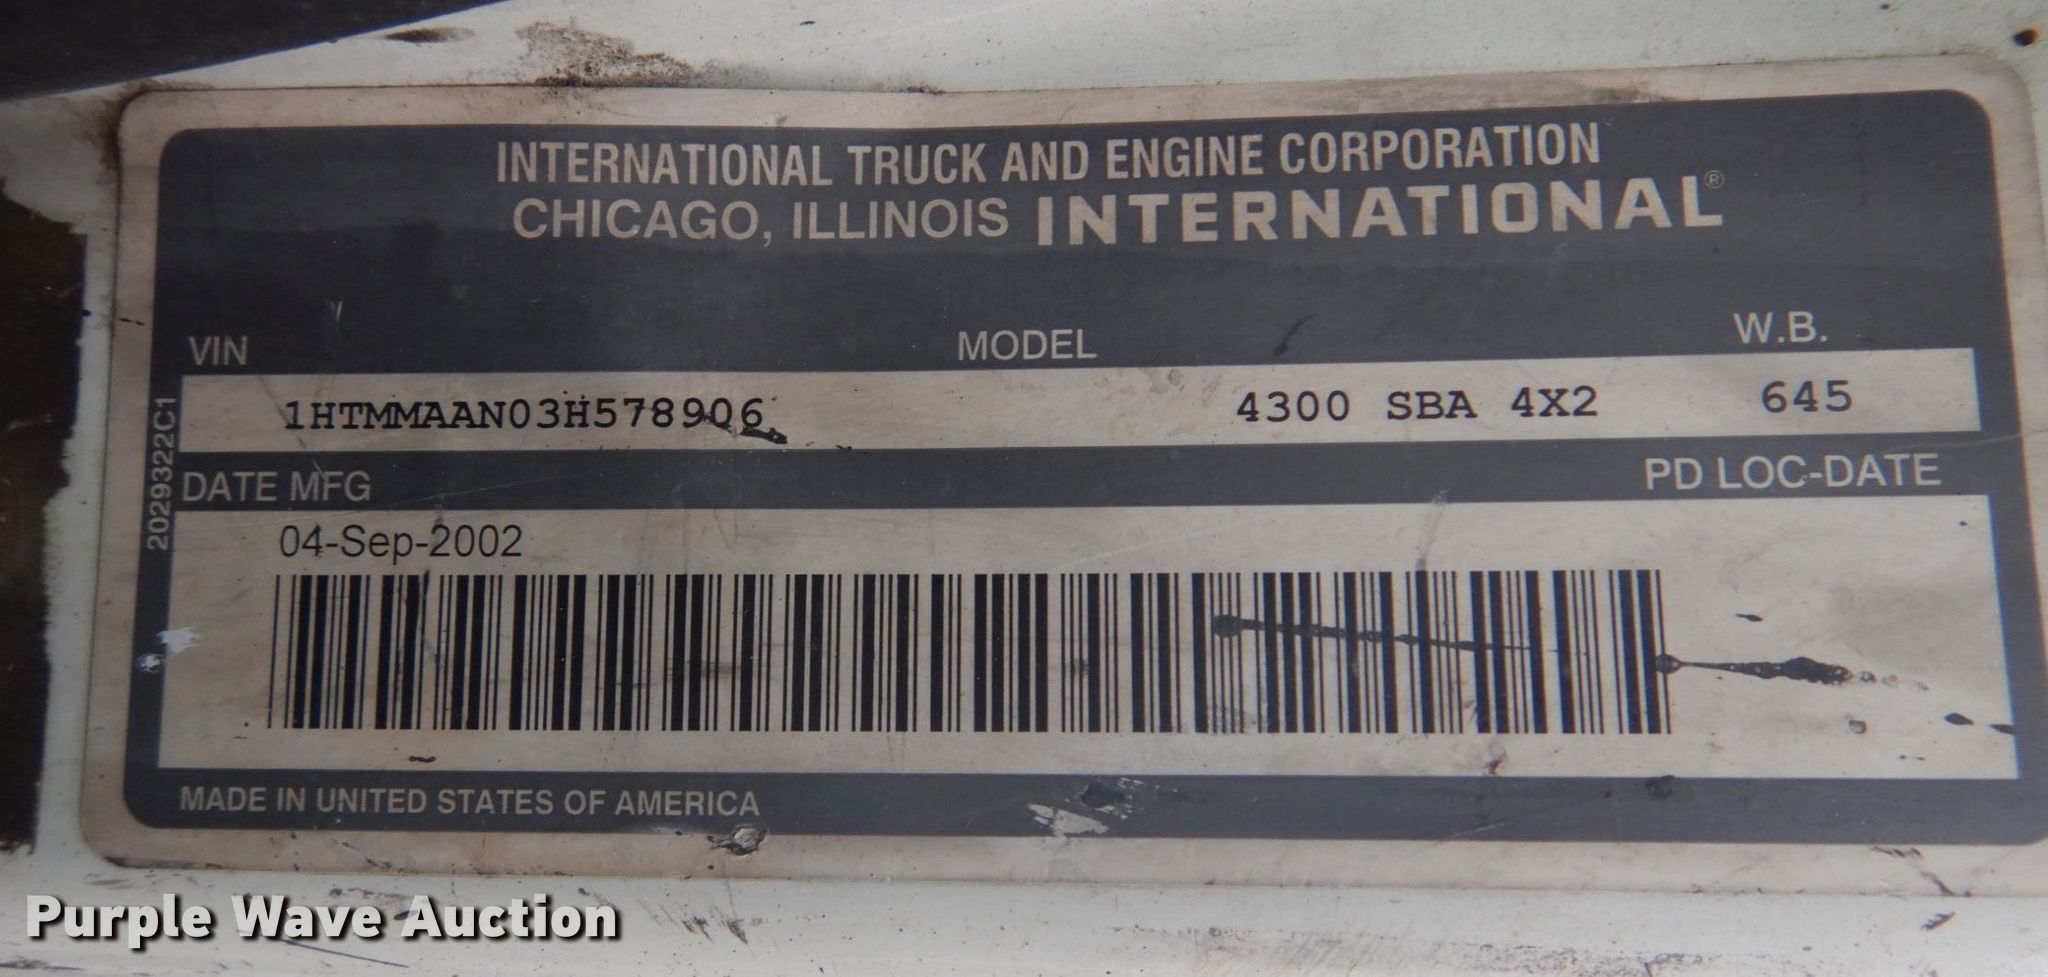 INTERNATIONAL TRUCK AND ENGINE CORPORATION
CHICAGO, ILLINOIS INTERNATIONAL®
VIN MODEL W.B.
1HTMMAAN03H578906 4300 SBA 4X2 645
DATE MFG PD LOC-DATE
04-Sep-2002
2029322C1
MADE IN UNITED STATES OF AMERICA
Purple Wave Auction